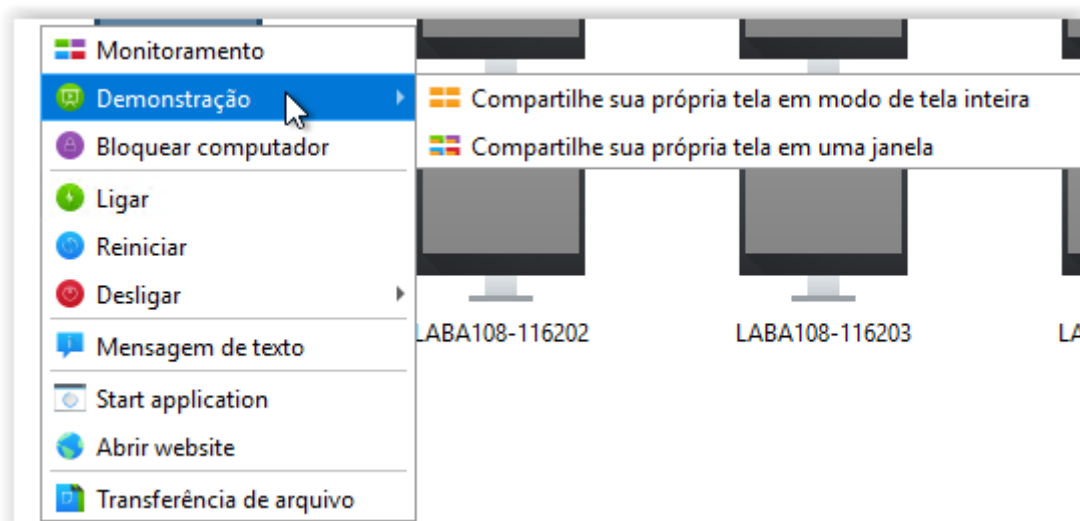 Monitoramento
Demonstração
Compartilhe sua própria tela em modo de tela inteira
Bloquear computador
Compartilhe sua própria tela em uma janela
Ligar
Reiniciar
Desligar
Mensagem de texto
LABA108-116202
LABA108-116203
LA
Start application
Abrir website
Transferência de arquivo